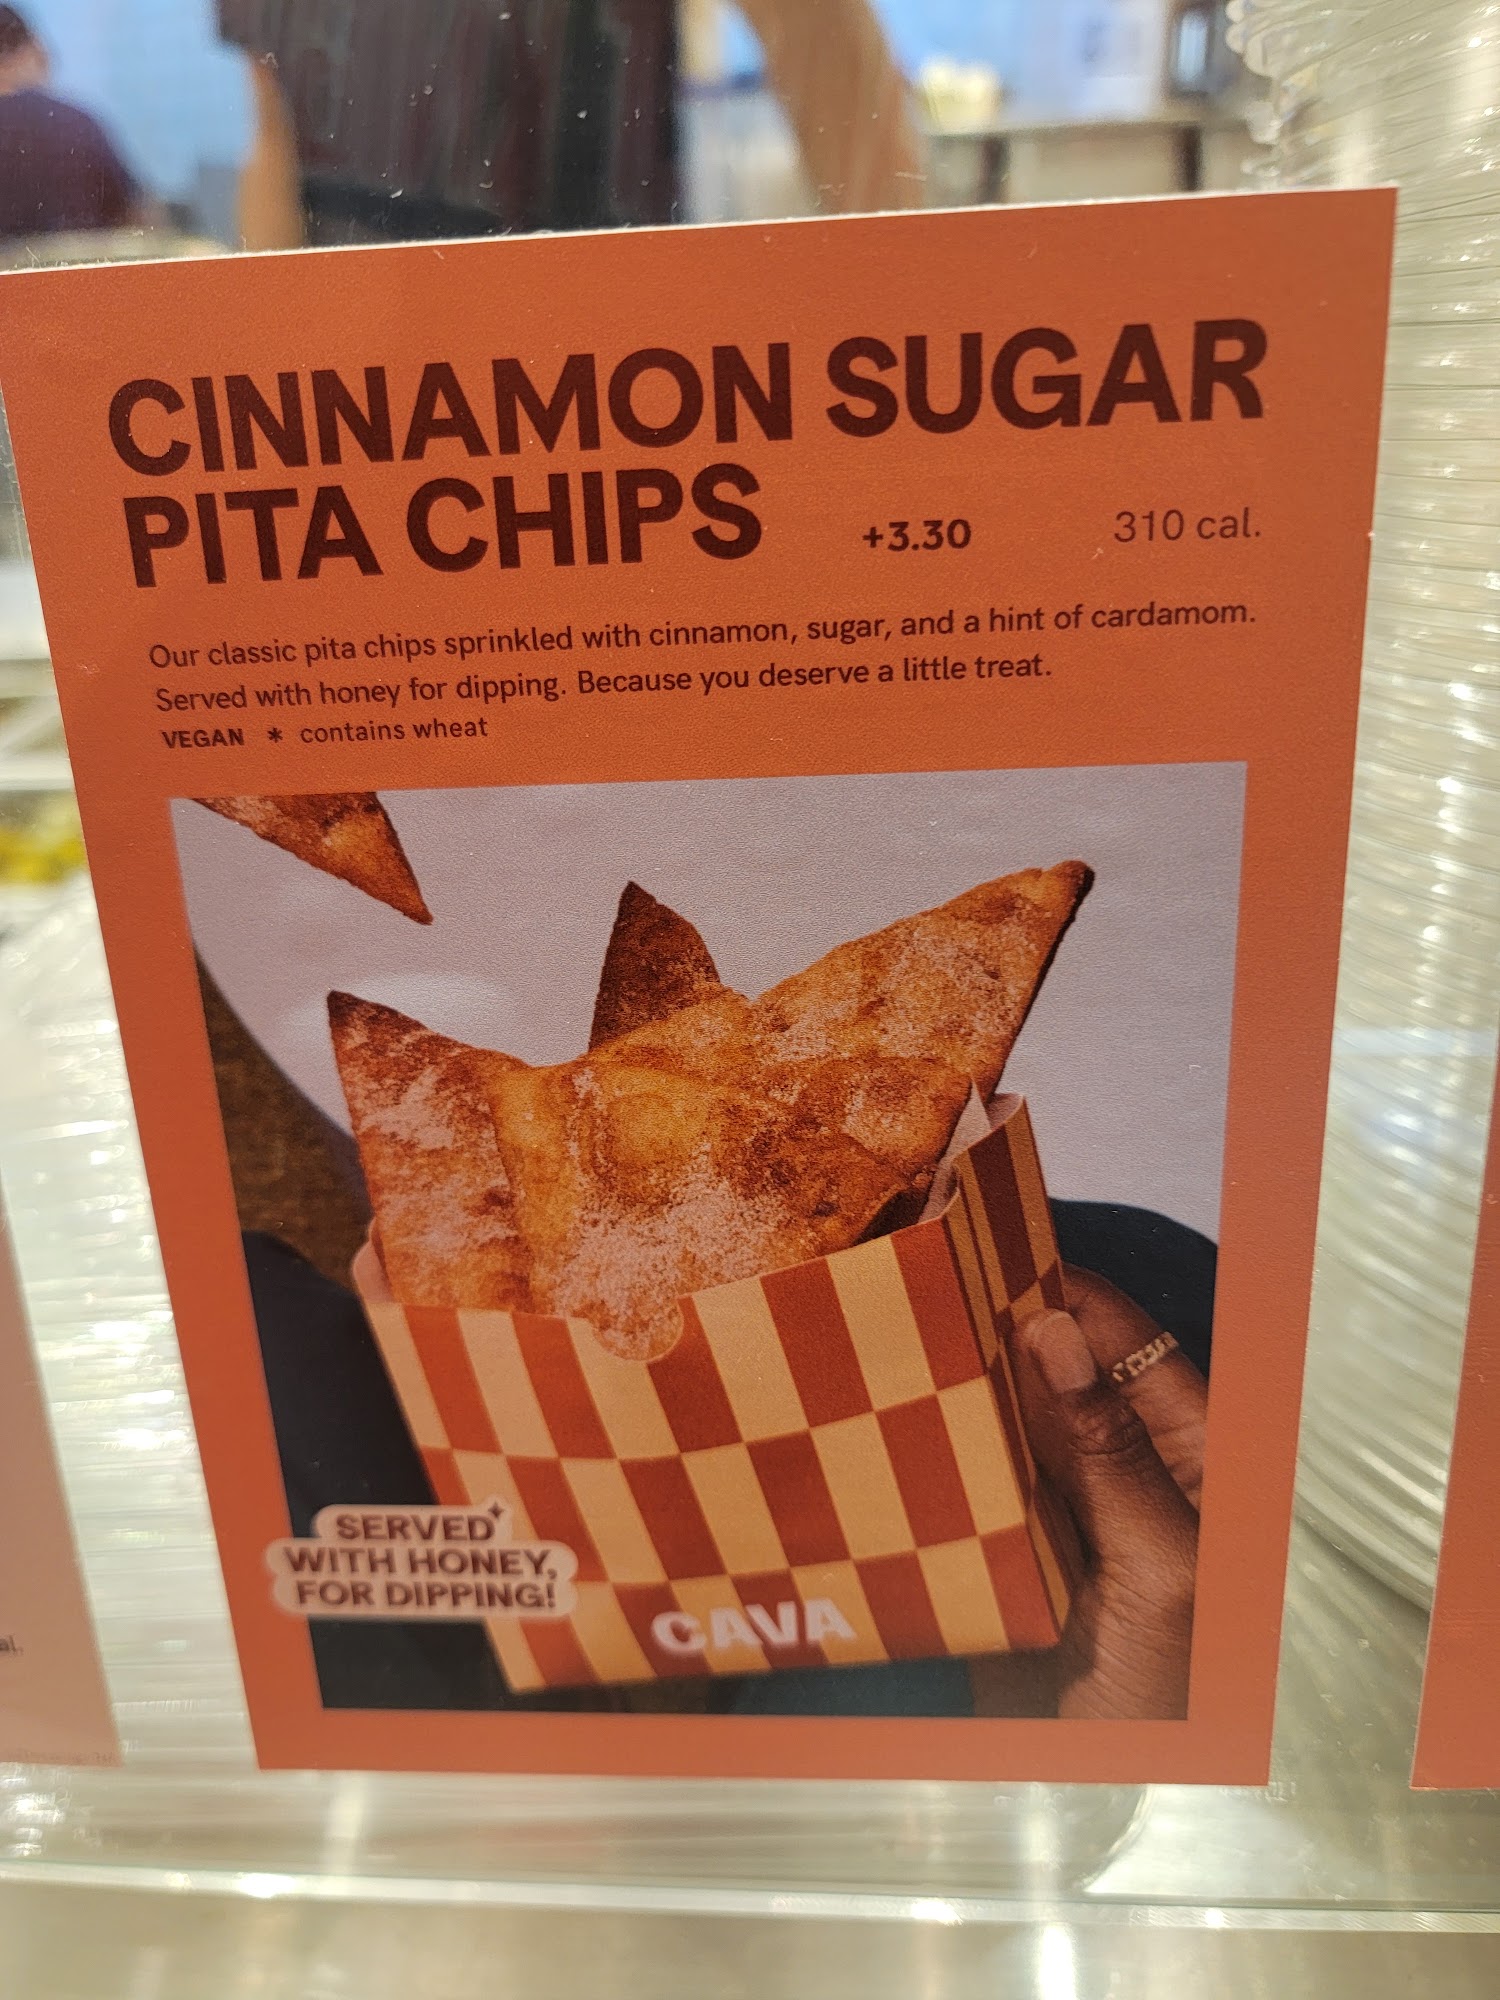 CINNAMON SUGAR
PITA CHIPS +3.30 310 cal.
Our classic pita chips sprinkled with cinnamon, sugar, and a hint of cardamom.
Served with honey for dipping. Because you deserve a little treat.
VEGAN * contains wheat
SERVED
WITH HONEY,
FOR DIPPING!
CAVA
al.